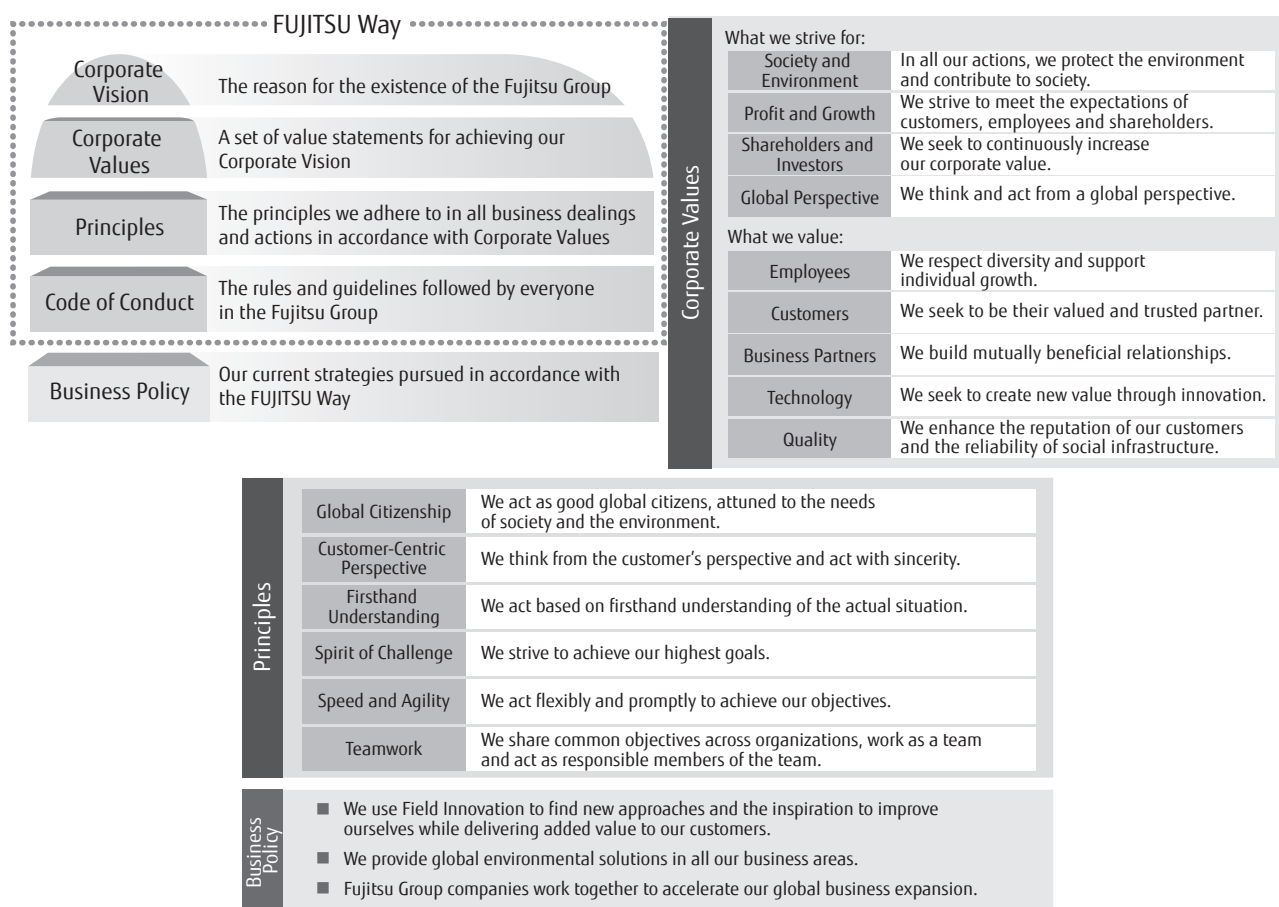 FUJITSU Way
Corporate
Vision
The reason for the existence of the Fujitsu Group
Corporate
Values
A set of value statements for achieving our
Corporate Vision
Principles
The principles we adhere to in all business dealings
and actions in accordance with Corporate Values
Code of Conduct
The rules and guidelines followed by everyone
in the Fujitsu Group
Business Policy
Our current strategies pursued in accordance with
the FUJITSU Way
Corporate Values
What we strive for:
Society and
Environment
In all our actions, we protect the environment
and contribute to society.
Profit and Growth
We strive to meet the expectations of
customers, employees and shareholders.
Shareholders and
Investors
We seek to continuously increase
our corporate value.
Global Perspective
We think and act from a global perspective.
What we value:
Employees
We respect diversity and support
individual growth.
Customers
We seek to be their valued and trusted partner.
Business Partners
We build mutually beneficial relationships.
Technology
We seek to create new value through innovation.
Quality
We enhance the reputation of our customers
and the reliability of social infrastructure.
Principles
Global Citizenship
We act as good global citizens, attuned to the needs
of society and the environment.
Customer-Centric
Perspective
We think from the customer's perspective and act with sincerity.
Firsthand
Understanding
We act based on firsthand understanding of the actual situation.
Spirit of Challenge
We strive to achieve our highest goals.
Speed and Agility
We act flexibly and promptly to achieve our objectives.
Teamwork
We share common objectives across organizations, work as a team
and act as responsible members of the team.
Business
Policy
■ We use Field Innovation to find new approaches and the inspiration to improve
ourselves while delivering added value to our customers.
■ We provide global environmental solutions in all our business areas.
■ Fujitsu Group companies work together to accelerate our global business expansion.